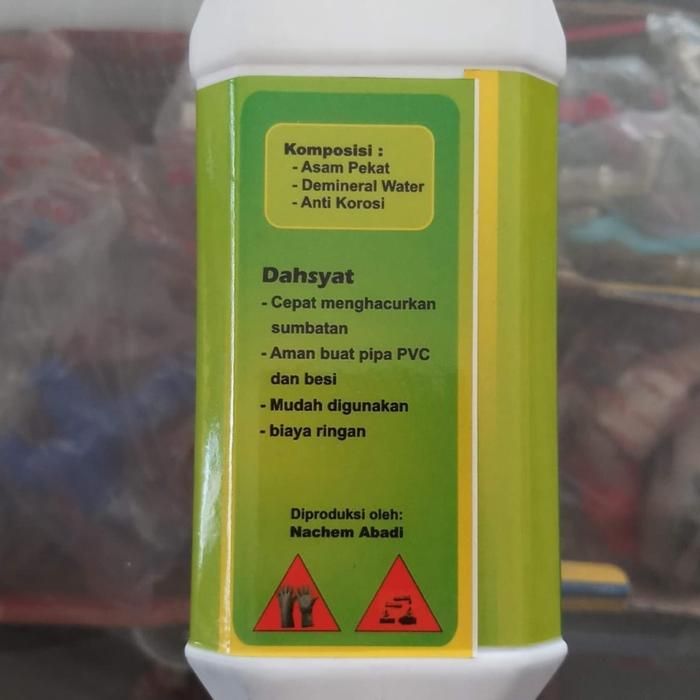 Komposisi :
- Asam Pekat
- Demineral Water
- Anti Korosi
Dahsyat
- Cepat menghacurkan
sumbatan
- Aman buat pipa PVC
dan besi
- Mudah digunakan
- biaya ringan
Diproduksi oleh:
Nachem Abadi